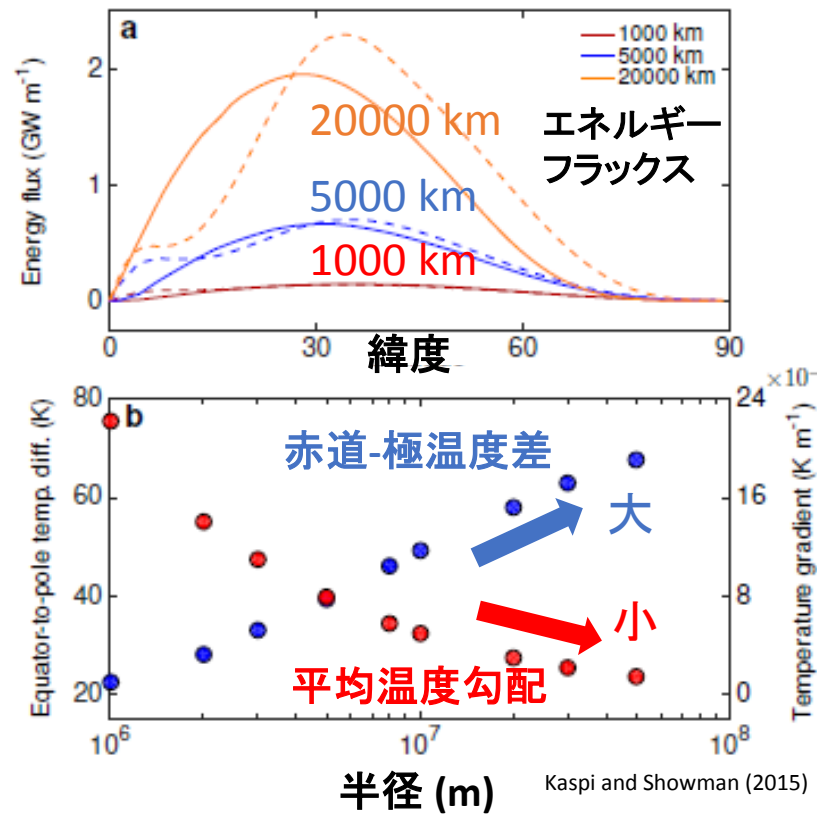 a
1000 km
5000 km
20000 km
Energy flux (GW m⁻¹)
2
1
0
20000 km
5000 km
1000 km
エネルギー
フラックス
0
30
60
90
緯度
b
Equator-to-pole temp. diff. (K)
80
60
40
20
赤道-極温度差
大
小
平均温度勾配
×10⁻
24
16
8
0
Temperature gradient (K m⁻¹)
10⁶
10⁷
10⁸
半径 (m)
Kaspi and Showman (2015)